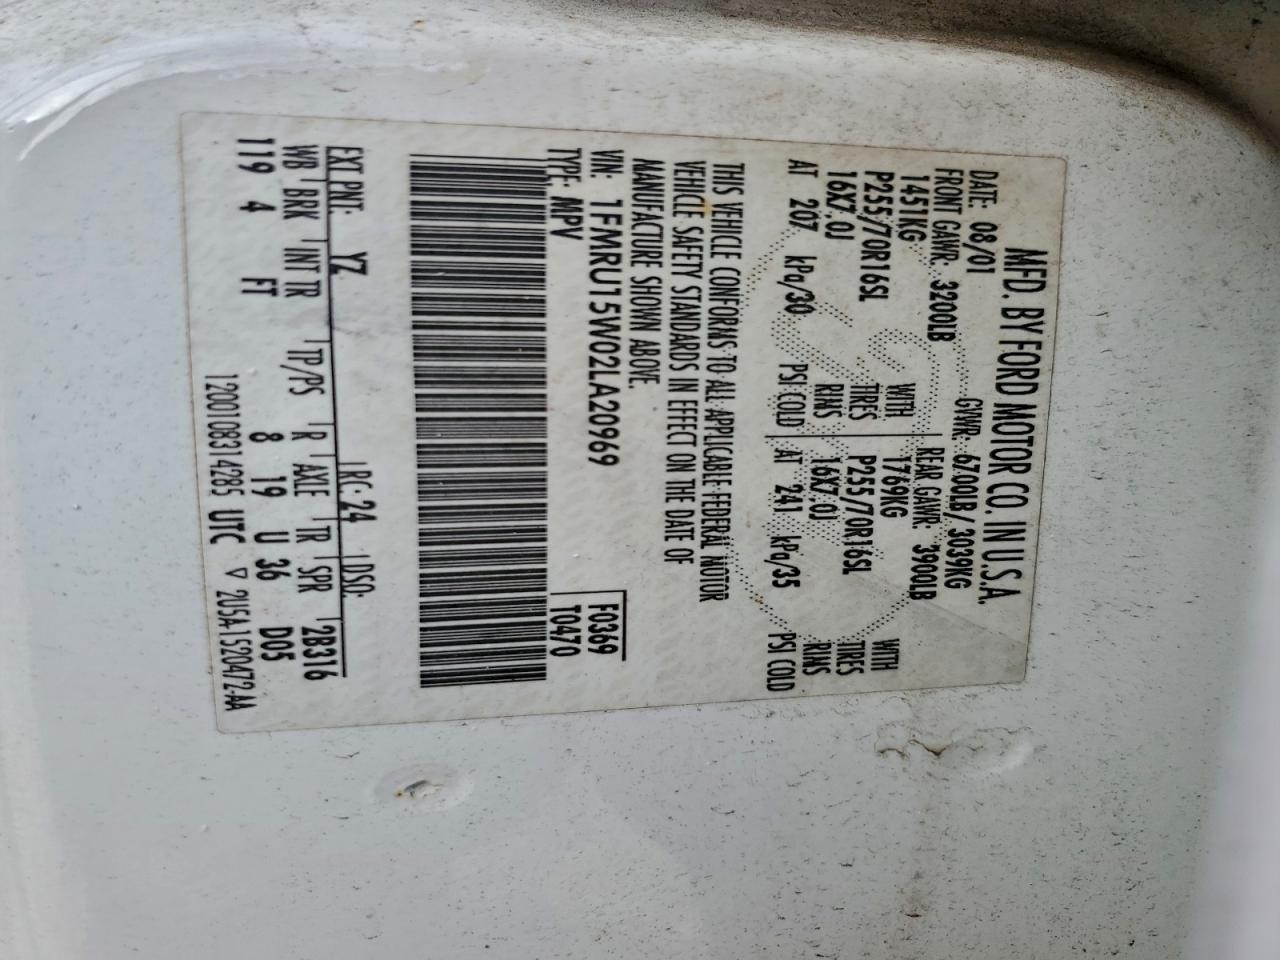 MFD. BY FORD MOTOR CO. IN U.S.A.
DATE: 08/01 GVWR: 6700LB/ 3039KG
FRONT GAWR: 3200LB REAR GAWR: 3900LB
1451KG WITH 1769KG WITH
P255/70R16SL TIRES P255/70R16SL TIRES
16X7.0J RIMS 16X7.0J RIMS
AT 207 kPa/30 PSI COLD AT 241 kPa/35 PSI COLD
THIS VEHICLE CONFORMS TO ALL APPLICABLE FEDERAL MOTOR
VEHICLE SAFETY STANDARDS IN EFFECT ON THE DATE OF
MANUFACTURE SHOWN ABOVE.
VIN: 1FMRU15W02LA20969 F0369
TYPE: MPV T0470
EXT PNT: YZ RC: 24 DSO:
WB BRK INT TR TP/PS R AXLE TR SPR 2B316
119 4 FT 8 19 U 36 D05
12001083142​85 UTC ▽ 2U5A1520472-AA